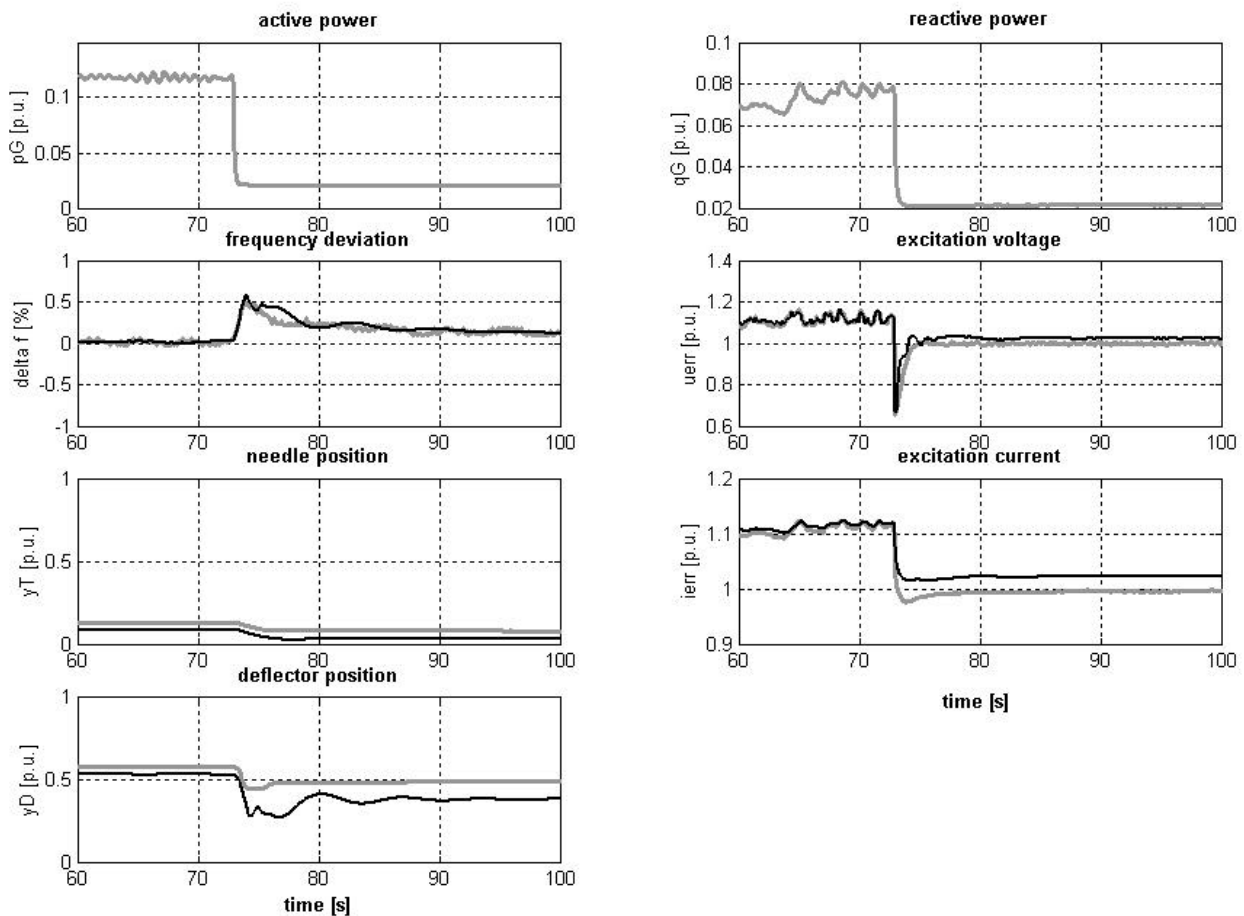 active power
pG [p.u.]
0.1
0.05
0
60 70 80 90 100
frequency deviation
delta f [%]
1
0.5
0
-0.5
-1
60 70 80 90 100
needle position
yT [p.u.]
1
0.5
0
60 70 80 90 100
deflector position
yD [p.u.]
1
0.5
0
60 70 80 90 100
time [s]
reactive power
qG [p.u.]
0.1
0.08
0.06
0.04
0.02
60 70 80 90 100
excitation voltage
uerr [p.u.]
1.4
1.2
1
0.8
0.6
60 70 80 90 100
excitation current
ierr [p.u.]
1.2
1.1
1
0.9
60 70 80 90 100
time [s]